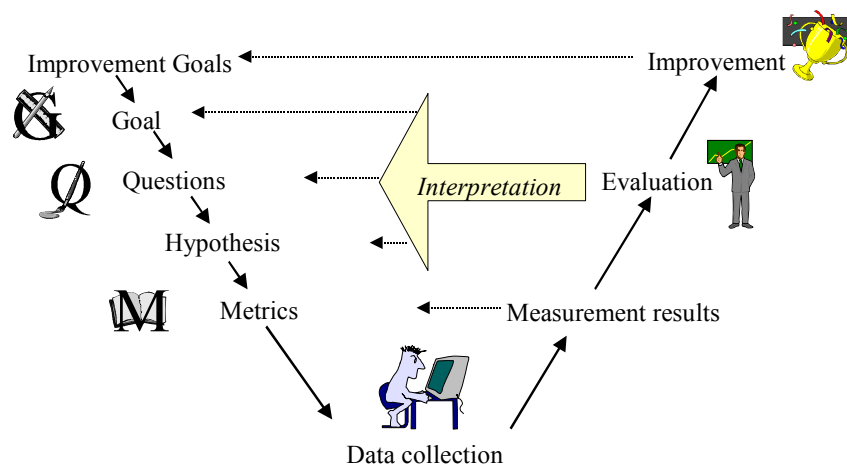 Improvement Goals
Improvement
G
Goal
Q
Questions
Interpretation
Evaluation
Hypothesis
M
Metrics
Measurement results
Data collection